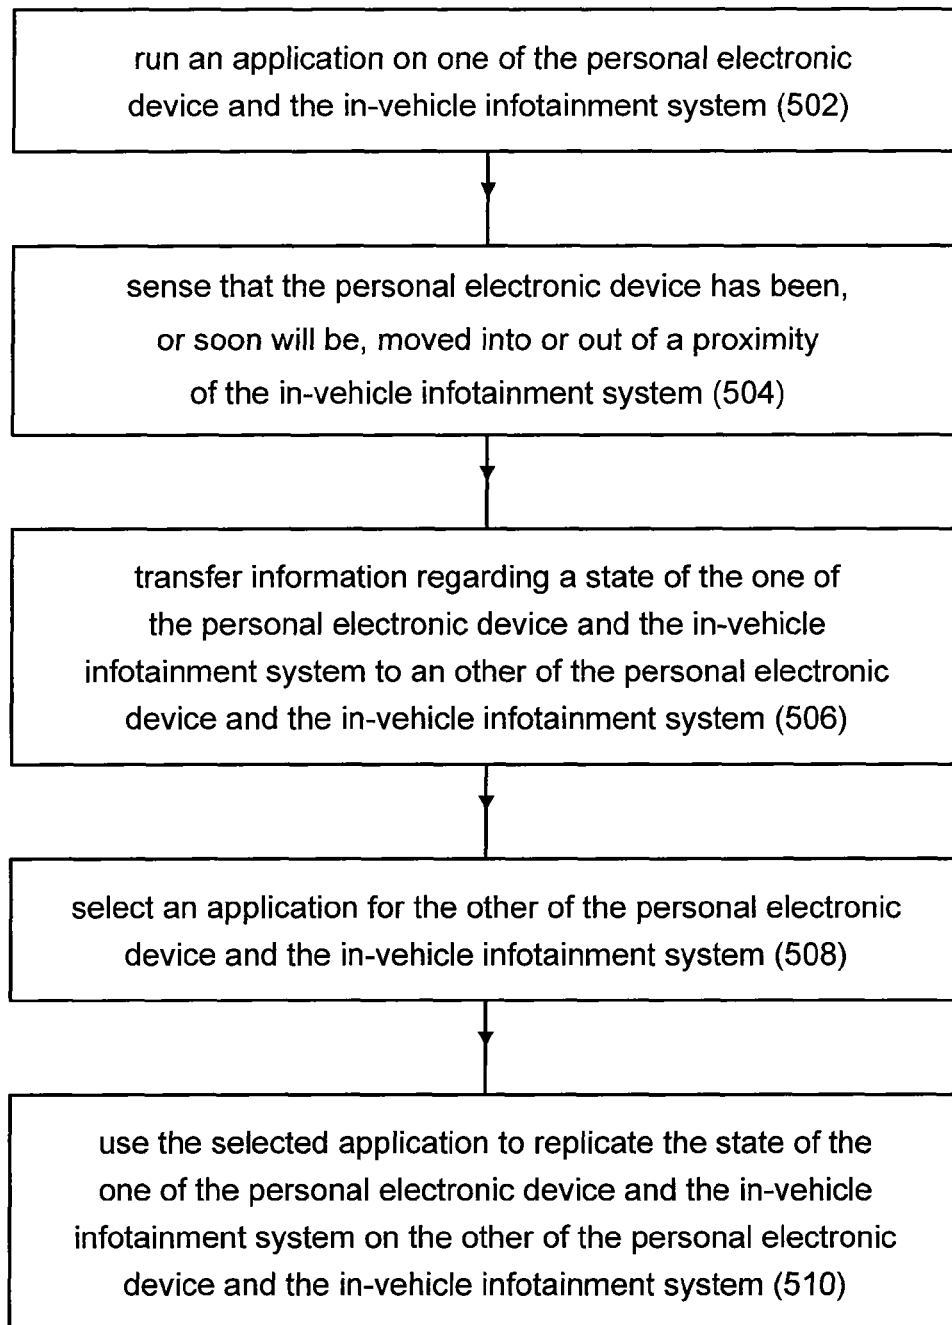 run an application on one of the personal electronic
device and the in-vehicle infotainment system (502)
sense that the personal electronic device has been,
or soon will be, moved into or out of a proximity
of the in-vehicle infotainment system (504)
transfer information regarding a state of the one of
the personal electronic device and the in-vehicle
infotainment system to an other of the personal electronic
device and the in-vehicle infotainment system (506)
select an application for the other of the personal electronic
device and the in-vehicle infotainment system (508)
use the selected application to replicate the state of the
one of the personal electronic device and the in-vehicle
infotainment system on the other of the personal electronic
device and the in-vehicle infotainment system (510)